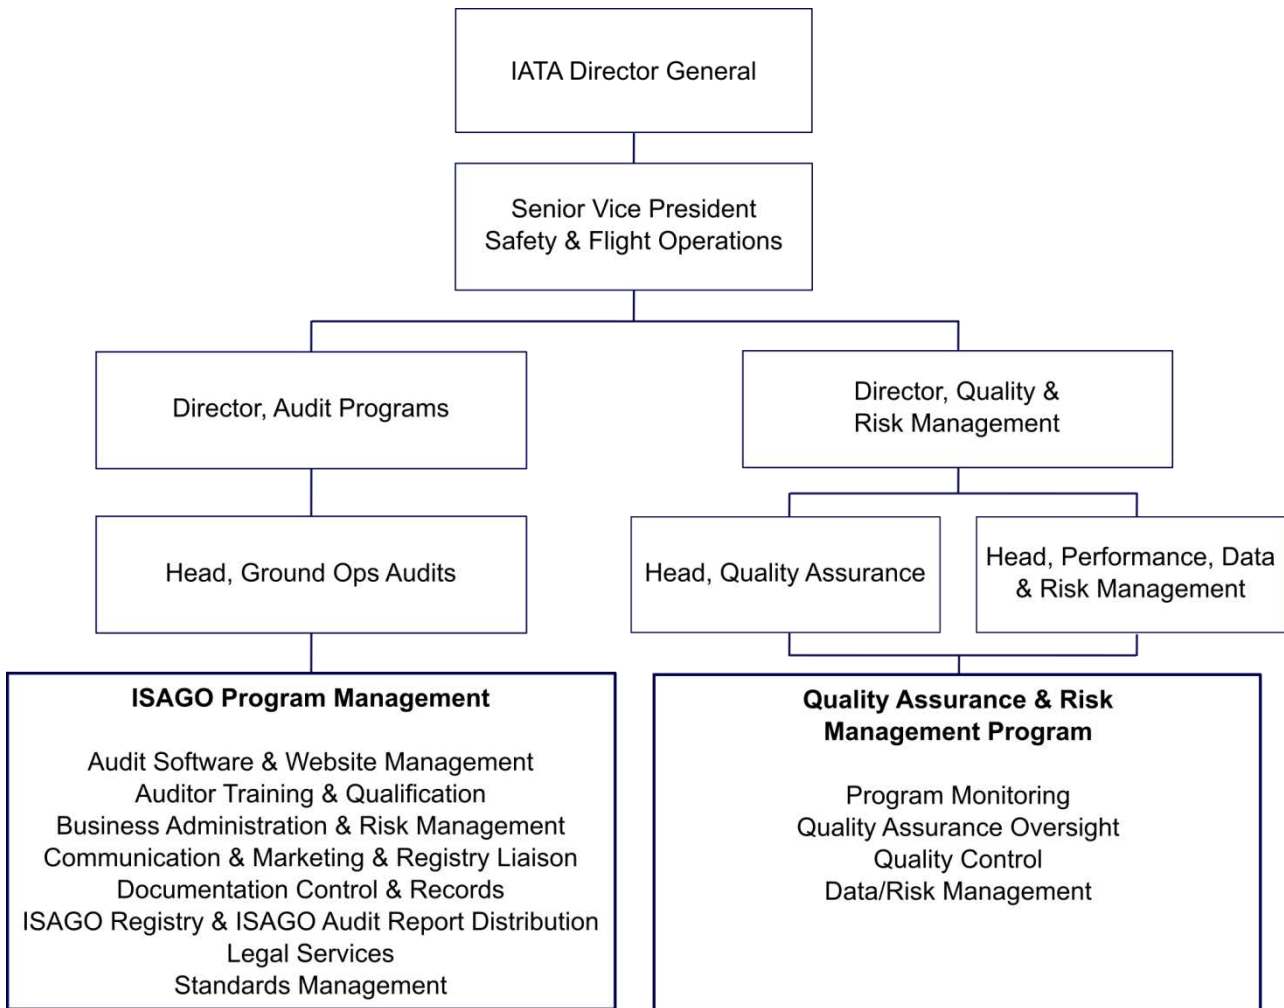 IATA Director General
Senior Vice President
Safety & Flight Operations
Director, Audit Programs
Director, Quality &
Risk Management
Head, Ground Ops Audits
Head, Quality Assurance
Head, Performance, Data
& Risk Management
ISAGO Program Management
Audit Software & Website Management
Auditor Training & Qualification
Business Administration & Risk Management
Communication & Marketing & Registry Liaison
Documentation Control & Records
ISAGO Registry & ISAGO Audit Report Distribution
Legal Services
Standards Management
Quality Assurance & Risk
Management Program
Program Monitoring
Quality Assurance Oversight
Quality Control
Data/Risk Management